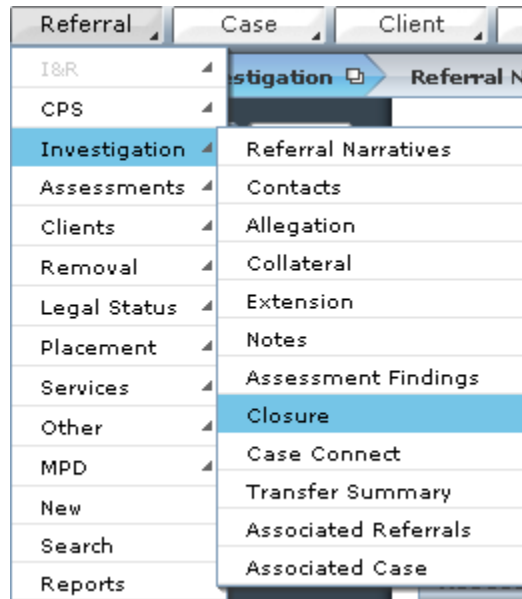 Referral Case Client
I&R
stigation Referral N
CPS
Investigation
Assessments
Clients
Removal
Legal Status
Placement
Services
Other
MPD
New
Search
Reports
Referral Narratives
Contacts
Allegation
Collateral
Extension
Notes
Assessment Findings
Closure
Case Connect
Transfer Summary
Associated Referrals
Associated Case